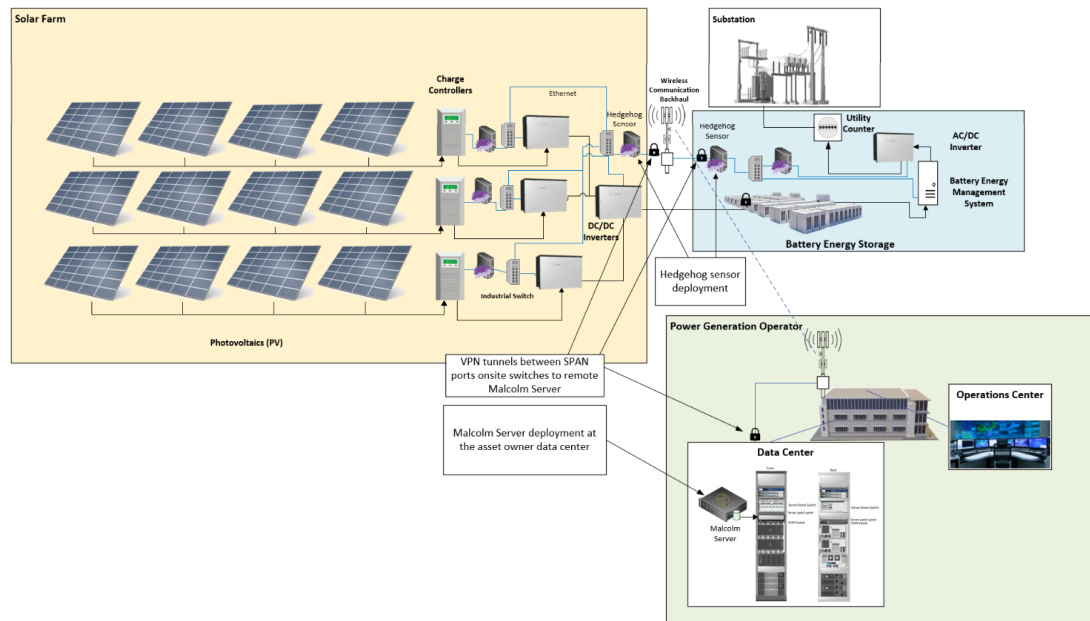 Solar Farm
Substation
Charge
Controllers
Ethernet
Hedgehog
Sensor
Wireless
Communication
Backhaul
Hedgehog
Sensor
Utility
Counter
AC/DC
Inverter
Battery Energy
Management
System
DC/DC
Inverters
Battery Energy Storage
Industrial Switch
Hedgehog sensor
deployment
Photovoltaics (PV)
Power Generation Operator
VPN tunnels between SPAN
ports onsite switches to remote
Malcolm Server
Operations Center
Malcolm Server deployment at
the asset owner data center
Data Center
Malcolm
Server